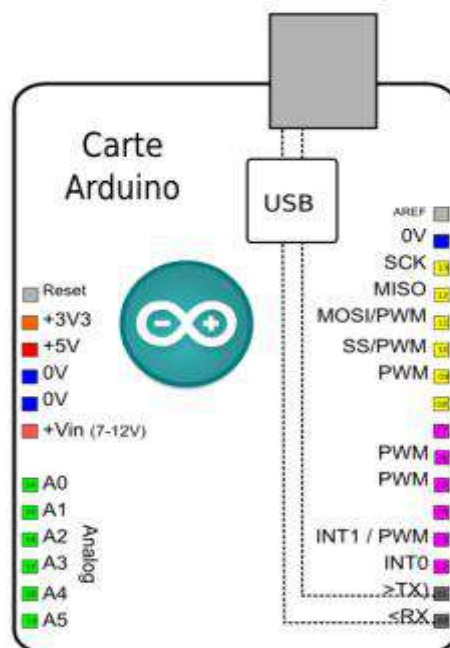 Carte
Arduino
USB
Reset
+3V3
+5V
0V
0V
+Vin (7-12V)
A0
A1
A2
A3
A4
A5
Analog
AREF
0V
SCK
MISO
MOSI/PWM
SS/PWM
PWM
PWM
PWM
INT1 / PWM
INT0
>TX)
<RX